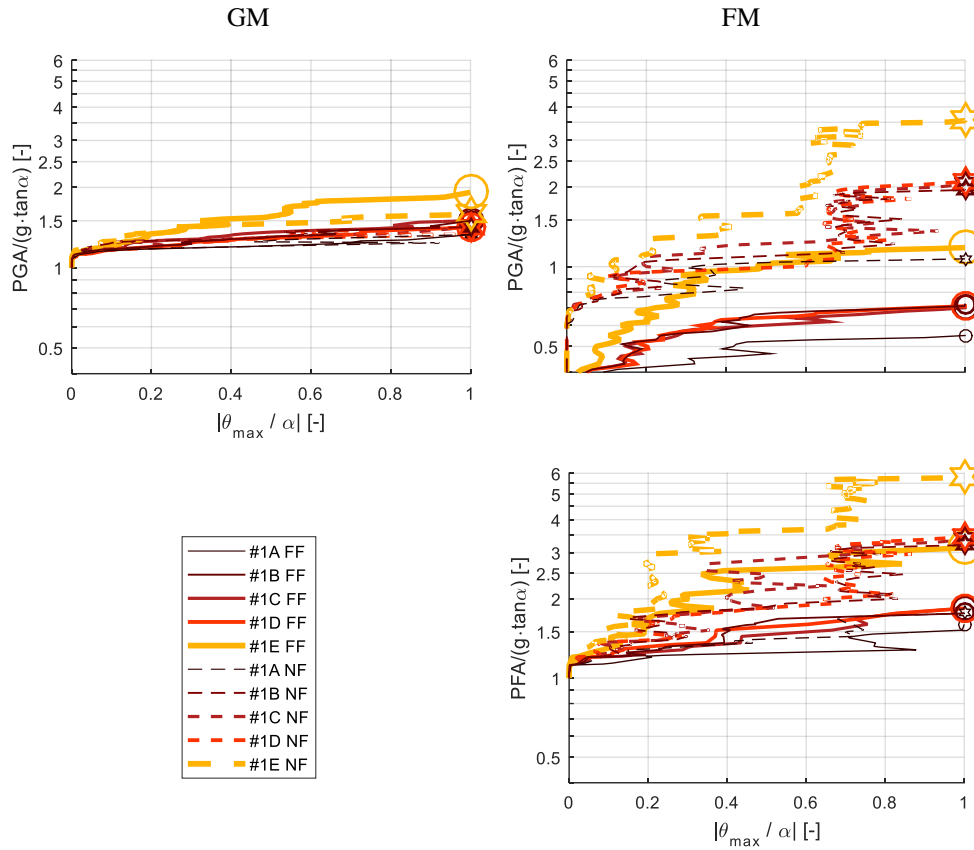 GM
FM
6
5
4
3
2.5
2
1.5
1
0.5
PGA/(g·tanα) [-]
0
0.2
0.4
0.6
0.8
1
|θmax / α| [-]
6
5
4
3
2.5
2
1.5
1
0.5
PGA/(g·tanα) [-]
6
5
4
3
2.5
2
1.5
1
0.5
PFA/(g·tanα) [-]
0
0.2
0.4
0.6
0.8
1
|θmax / α| [-]
#1A FF
#1B FF
#1C FF
#1D FF
#1E FF
#1A NF
#1B NF
#1C NF
#1D NF
#1E NF